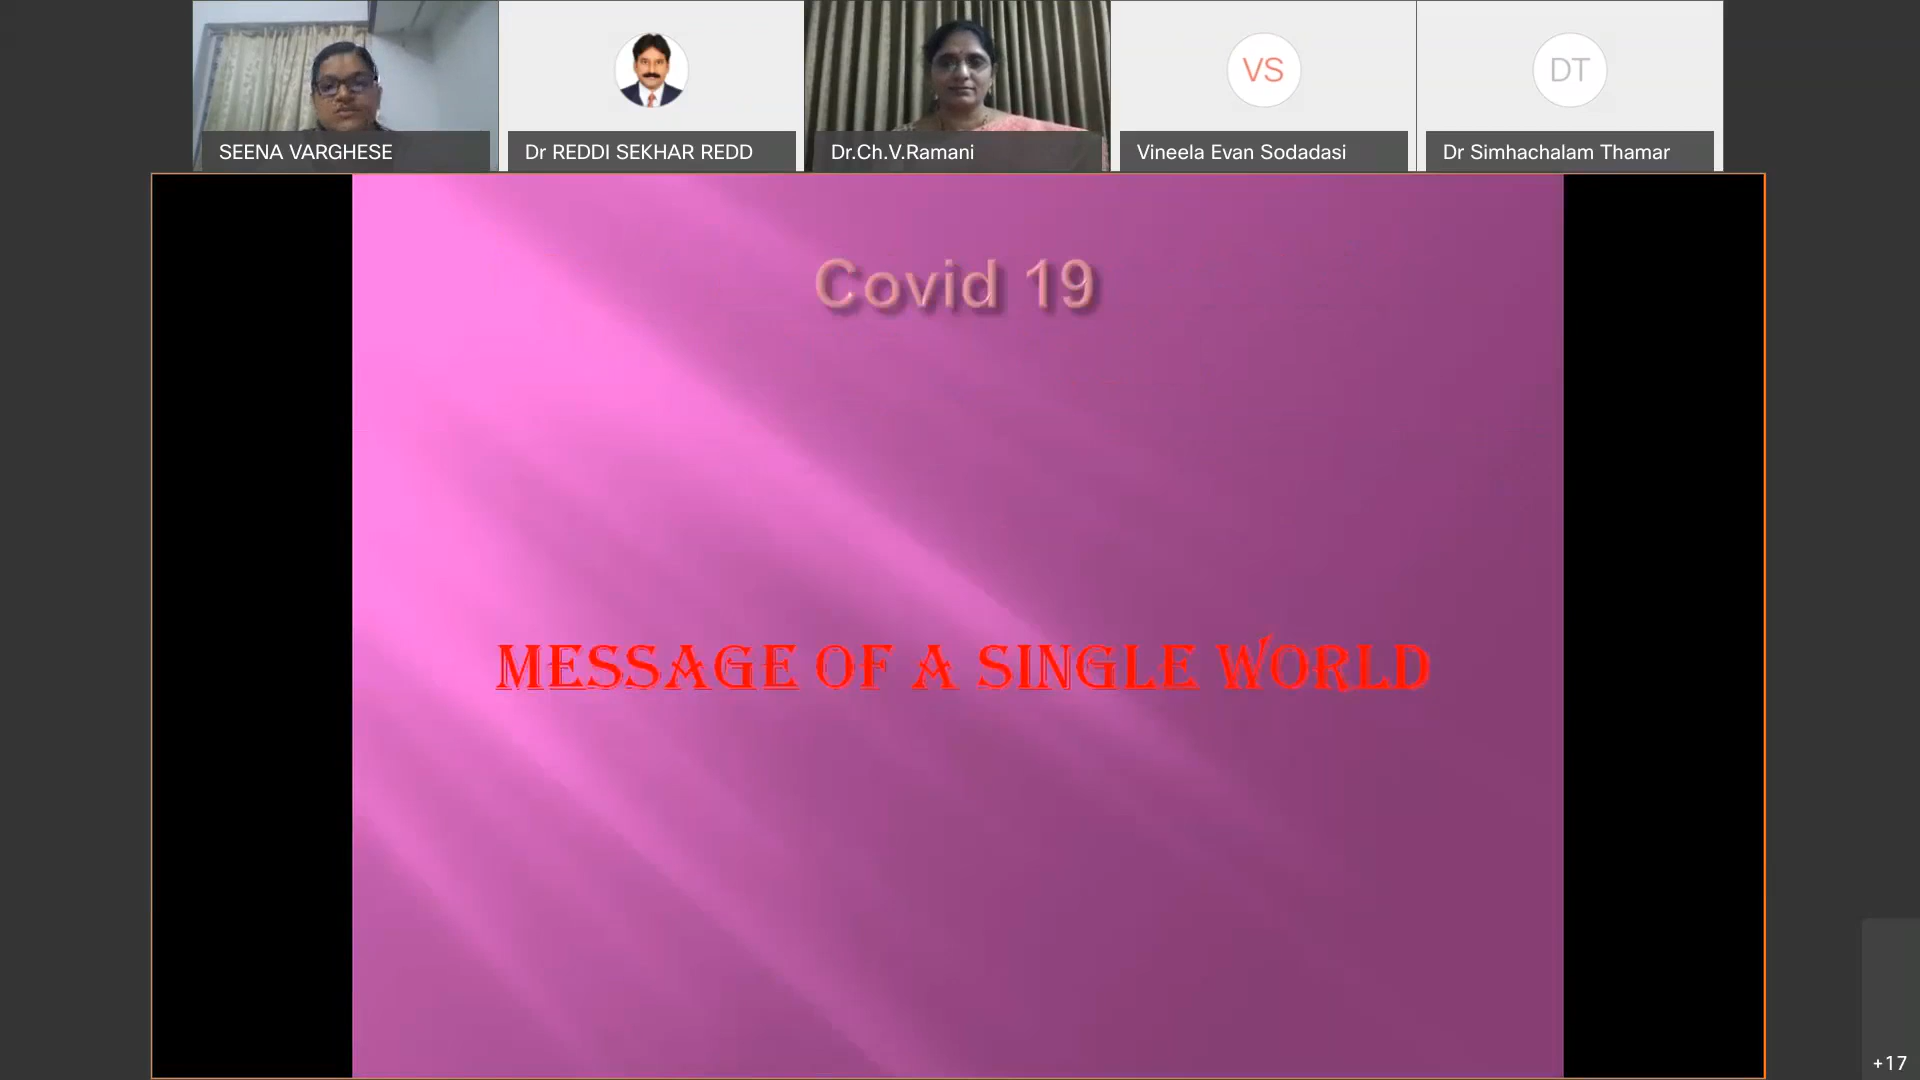 VS
DT
SEENA VARGHESE
Dr REDDI SEKHAR REDD
Dr.Ch.V.Ramani
Vineela Evan Sodadasi
Dr Simhachalam Thamar
Covid 19
MESSAGE OF A SINGLE WORLD
+17